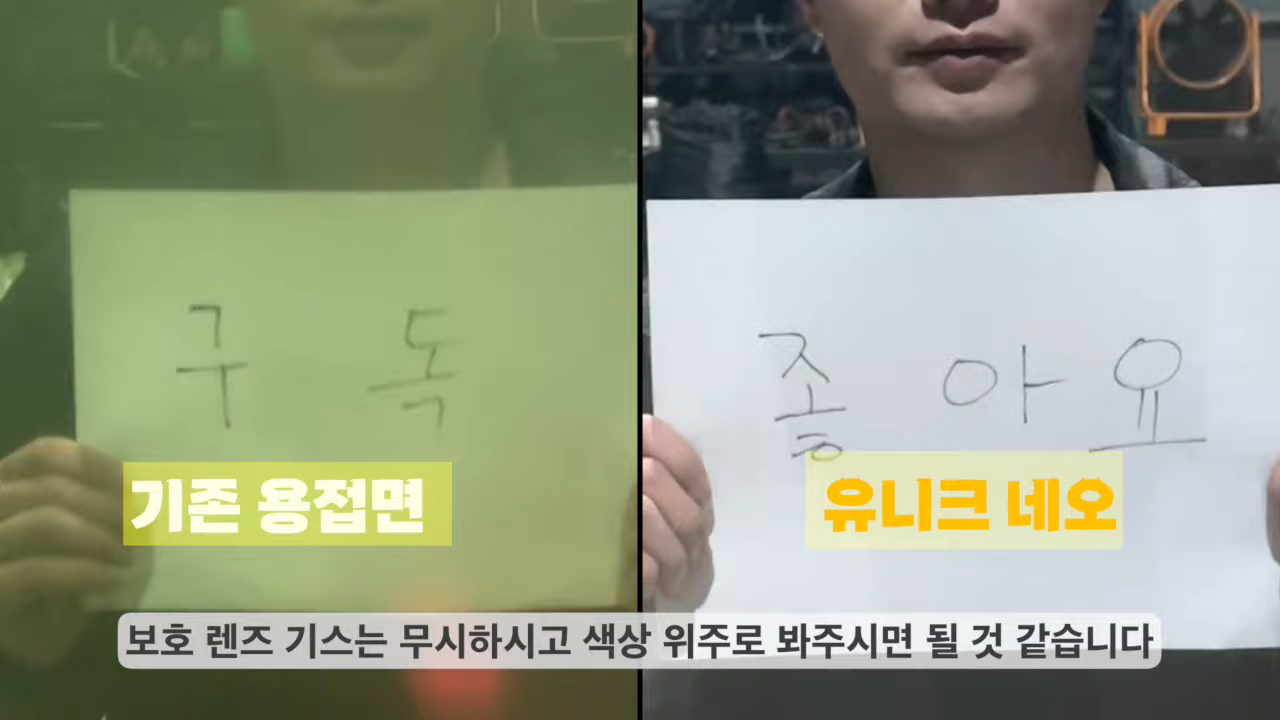 구 독
좋 아 요
기존 용접면
유니크 네오
보호 렌즈 기스는 무시하시고 색상 위주로 봐주시면 될 것 같습니다